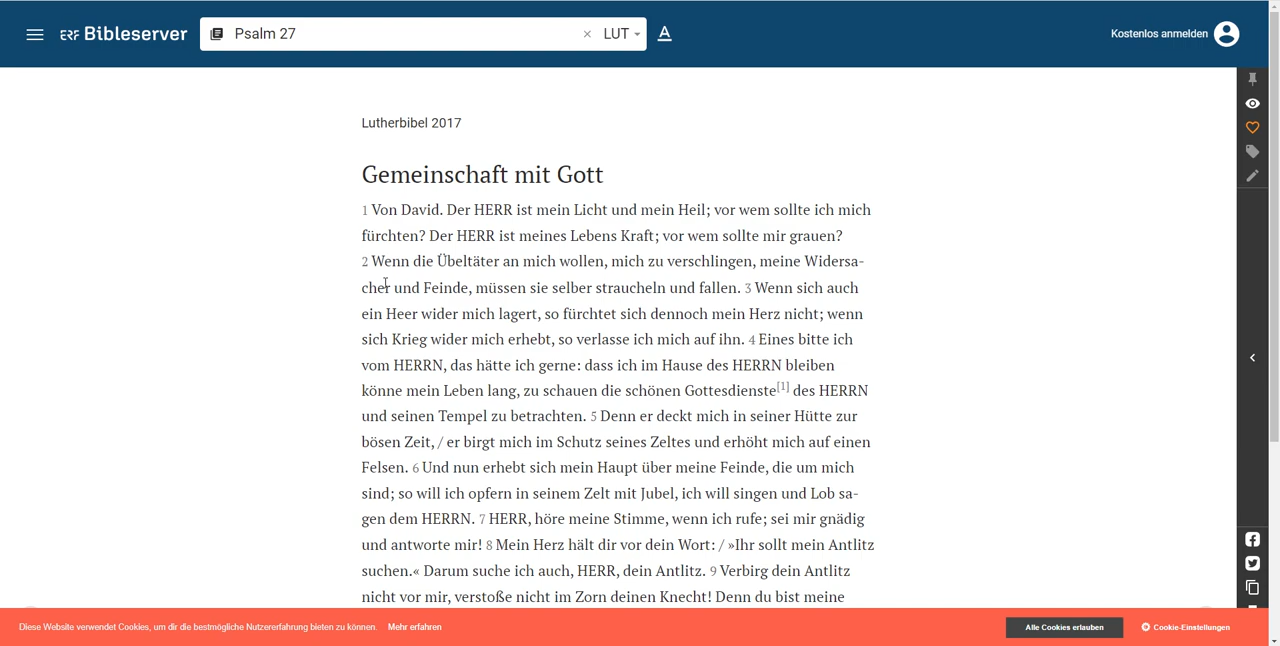 ERF Bibleserver
Psalm 27
LUT
A
Kostenlos anmelden
Lutherbibel 2017
Gemeinschaft mit Gott
1 Von David. Der HERR ist mein Licht und mein Heil; vor wem sollte ich mich
fürchten? Der HERR ist meines Lebens Kraft; vor wem sollte mir grauen?
2 Wenn die Übeltäter an mich wollen, mich zu verschlingen, meine Widersa-
cher und Feinde, müssen sie selber straucheln und fallen. 3 Wenn sich auch
ein Heer wider mich lagert, so fürchtet sich dennoch mein Herz nicht; wenn
sich Krieg wider mich erhebt, so verlasse ich mich auf ihn. 4 Eines bitte ich
vom HERRN, das hätte ich gerne: dass ich im Hause des HERRN bleiben
könne mein Leben lang, zu schauen die schönen Gottesdienste[1] des HERRN
und seinen Tempel zu betrachten. 5 Denn er deckt mich in seiner Hütte zur
bösen Zeit, / er birgt mich im Schutz seines Zeltes und erhöht mich auf einen
Felsen. 6 Und nun erhebt sich mein Haupt über meine Feinde, die um mich
sind; so will ich opfern in seinem Zelt mit Jubel, ich will singen und Lob sa-
gen dem HERRN. 7 HERR, höre meine Stimme, wenn ich rufe; sei mir gnädig
und antworte mir! 8 Mein Herz hält dir vor dein Wort: / »Ihr sollt mein Antlitz
suchen.« Darum suche ich auch, HERR, dein Antlitz. 9 Verbirg dein Antlitz
nicht vor mir, verstoße nicht im Zorn deinen Knecht! Denn du bist meine
Diese Website verwendet Cookies, um dir die bestmögliche Nutzererfahrung bieten zu können. Mehr erfahren
Alle Cookies erlauben
Cookie-Einstellungen